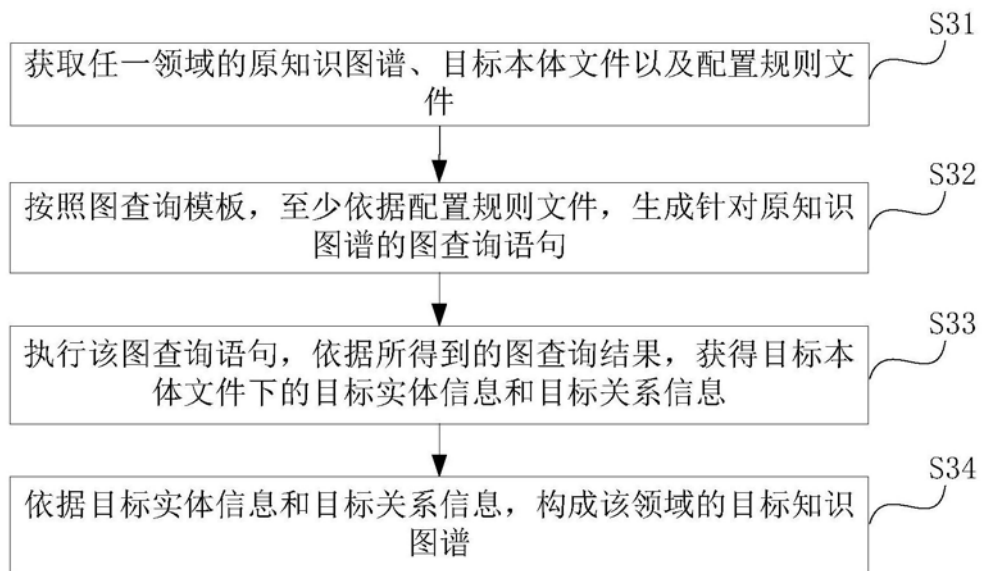 S31
获取任一领域的原知识图谱、目标本体文件以及配置规则文
件
S32
按照图查询模板，至少依据配置规则文件，生成针对原知识
图谱的图查询语句
S33
执行该图查询语句，依据所得到的图查询结果，获得目标本
体文件下的目标实体信息和目标关系信息
S34
依据目标实体信息和目标关系信息，构成该领域的目标知识
图谱